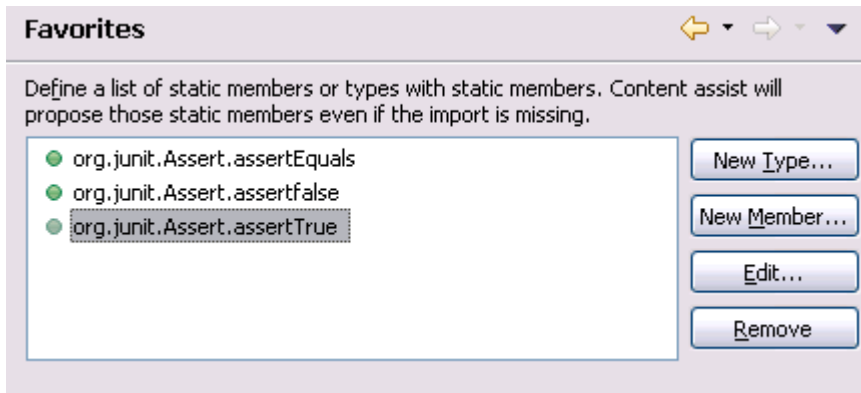 Favorites
Define a list of static members or types with static members. Content assist will
propose those static members even if the import is missing.
org.junit.Assert.assertEquals
org.junit.Assert.assertfalse
org.junit.Assert.assertTrue
New Type...
New Member...
Edit...
Remove